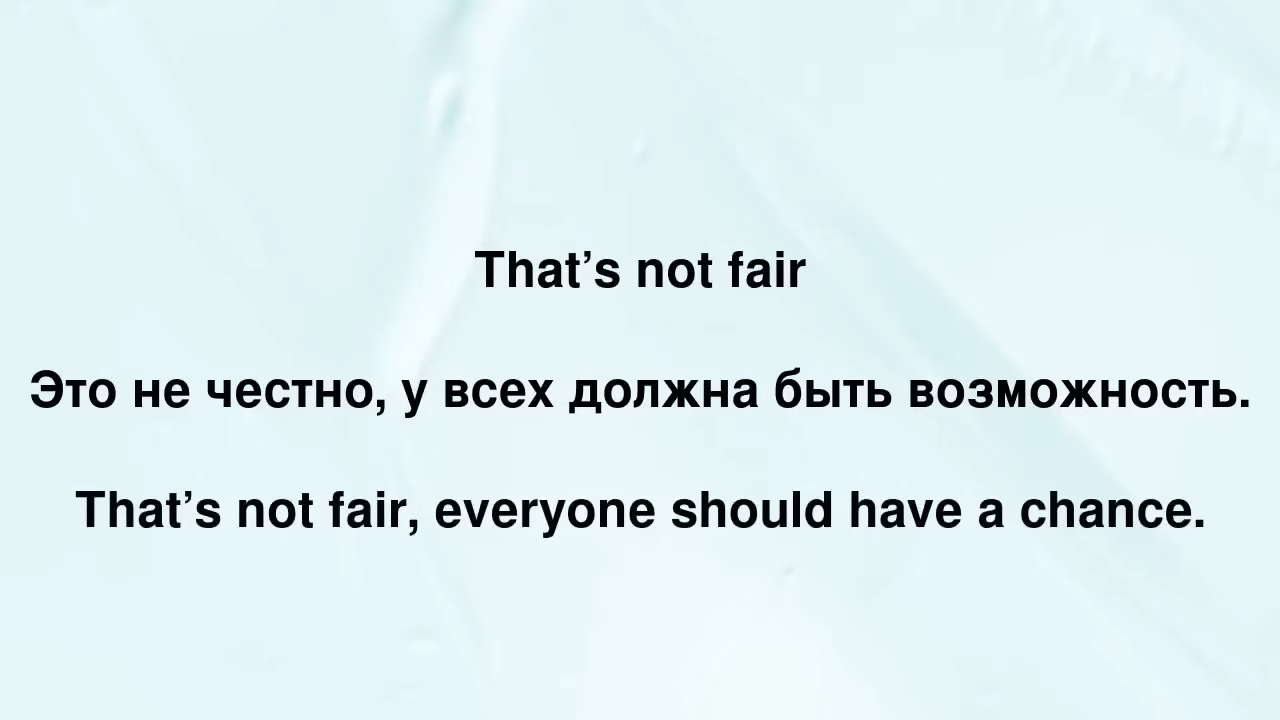 That’s not fair
Это не честно, у всех должна быть возможность.
That’s not fair, everyone should have a chance.